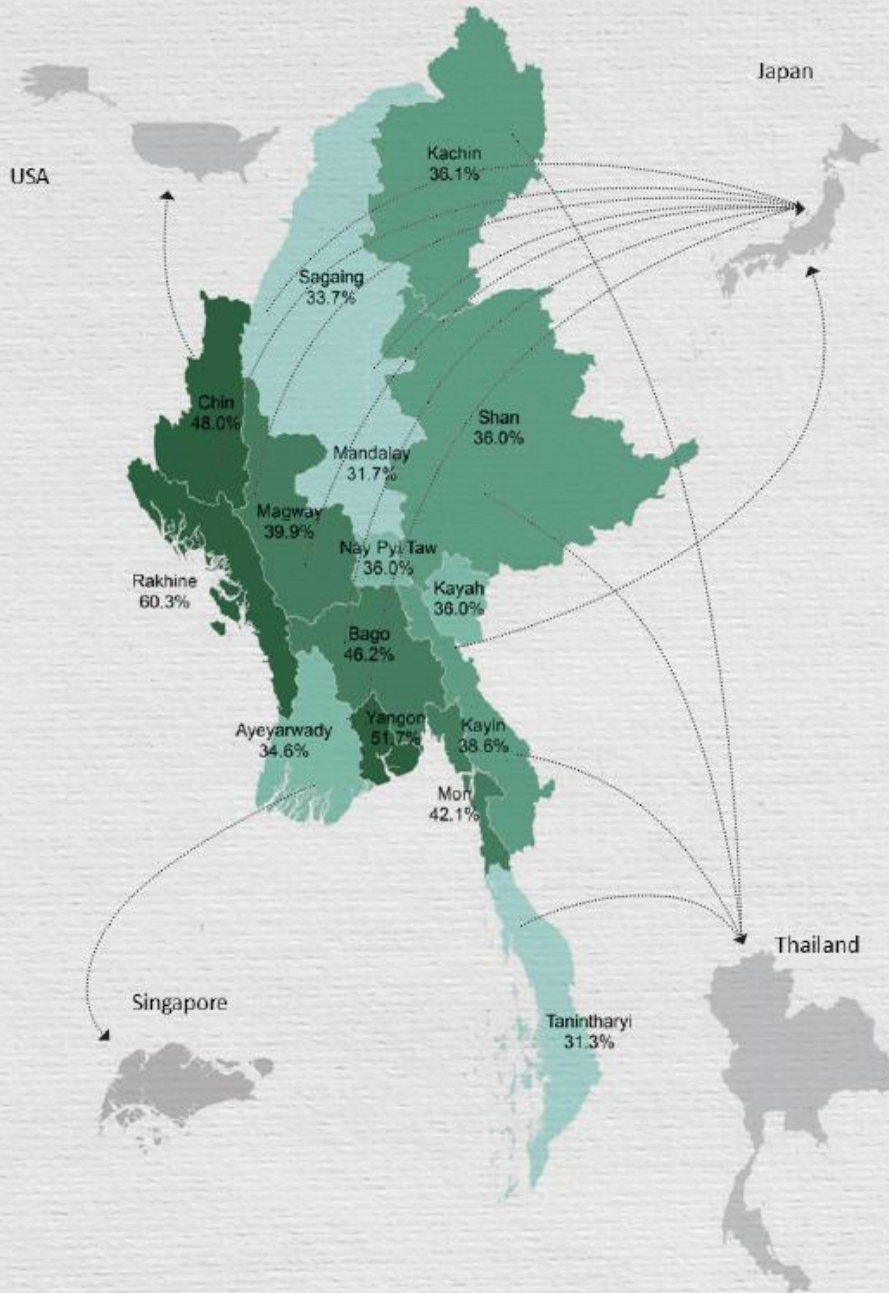 Japan
USA
Kachin
36.1%
Sagaing
33.7%
Chin
48.0%
Shan
36.0%
Mandalay
31.7%
Magway
39.9%
Nay Pyi Taw
36.0%
Rakhine
60.3%
Kayah
36.0%
Bago
46.2%
Ayeyarwady
34.6%
Yangon
51.7%
Kayin
38.6%
Mon
42.1%
Thailand
Singapore
Tanintharyi
31.3%